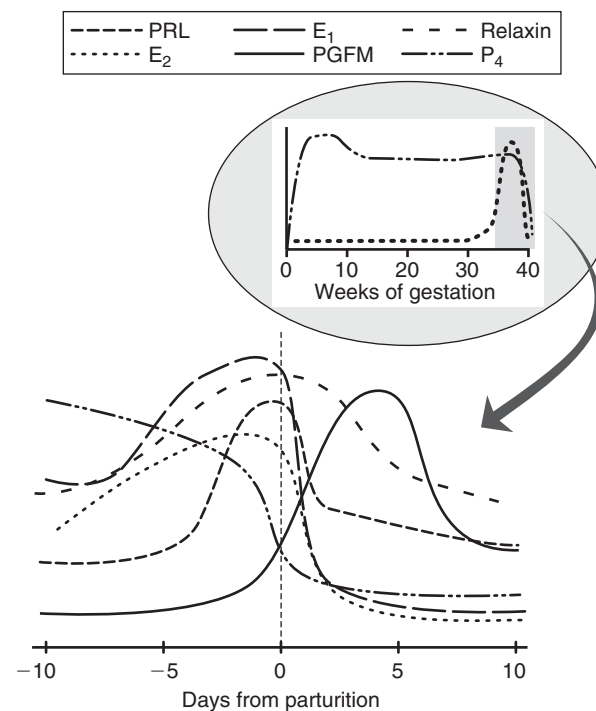 PRL E₁ Relaxin
E₂ PGFM P₄
0 10 20 30 40
Weeks of gestation
−10 −5 0 5 10
Days from parturition